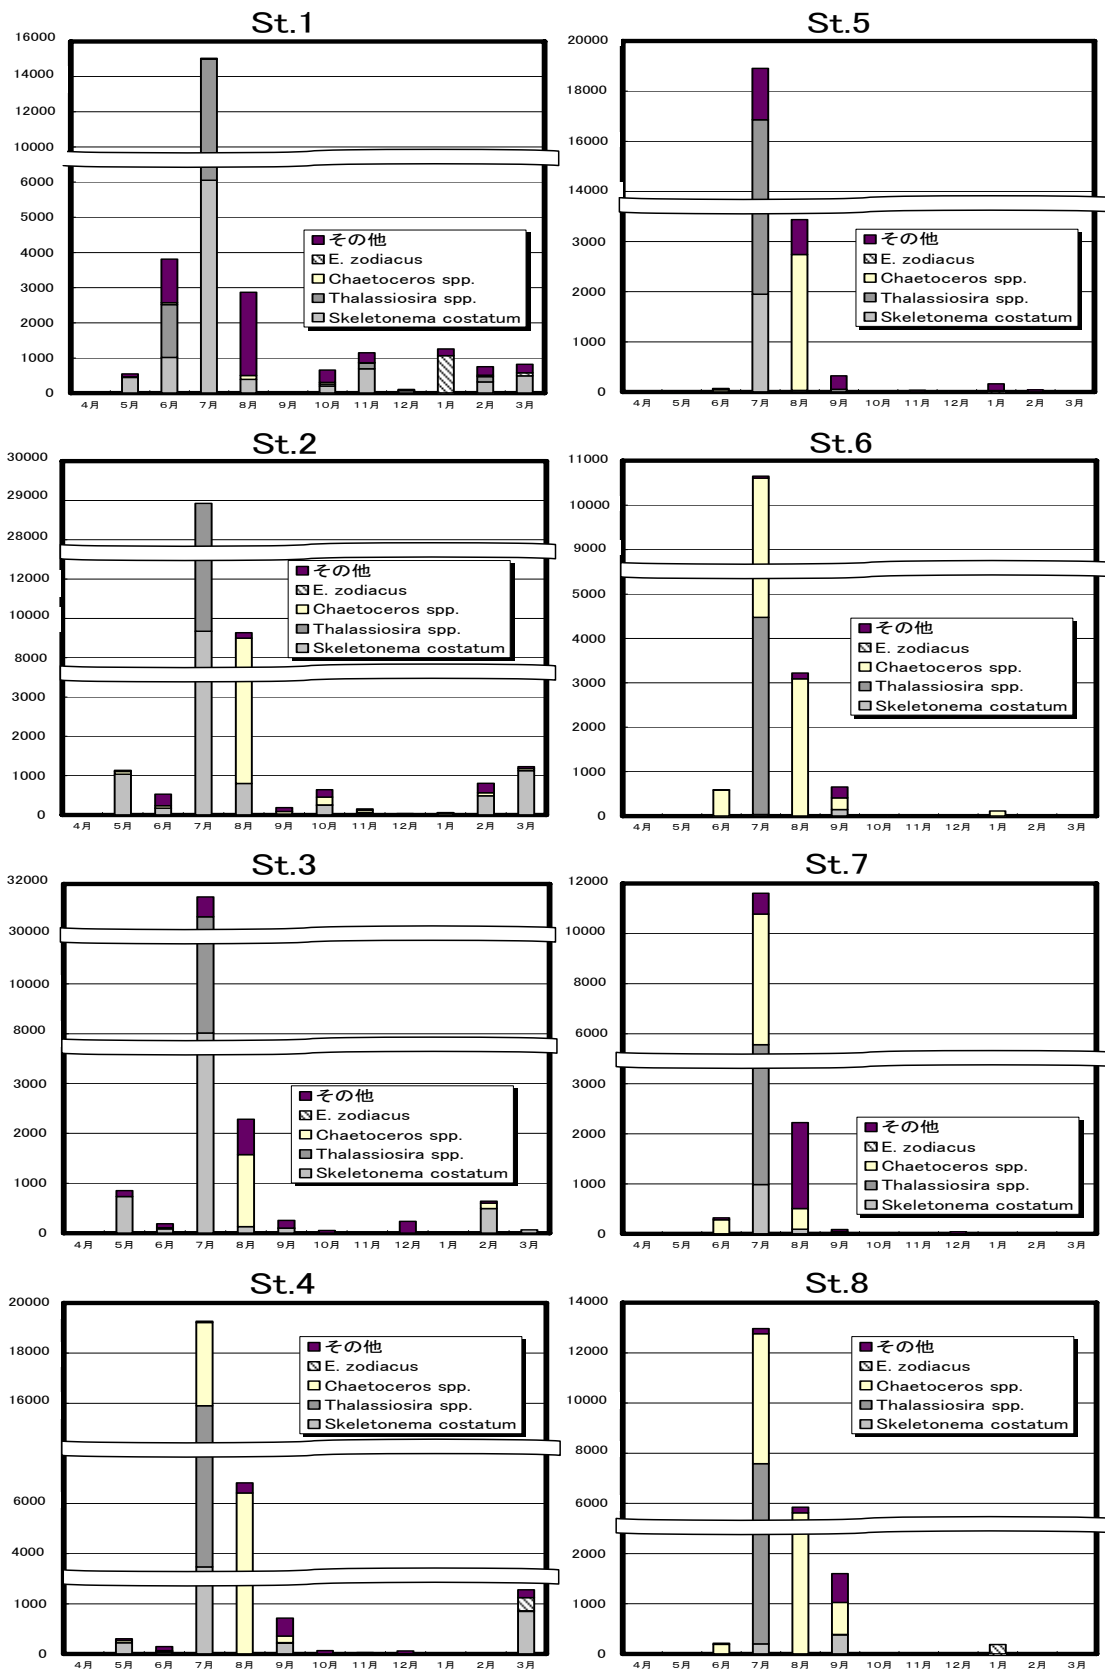 St.1
16000
14000
12000
10000
6000
5000
4000
3000
2000
1000
0
その他
E. zodiacus
Chaetoceros spp.
Thalassiosira spp.
Skeletonema costatum
4月 5月 6月 7月 8月 9月 10月 11月 12月 1月 2月 3月
St.5
20000
18000
16000
14000
3000
2000
1000
0
その他
E. zodiacus
Chaetoceros spp.
Thalassiosira spp.
Skeletonema costatum
4月 5月 6月 7月 8月 9月 10月 11月 12月 1月 2月 3月
St.2
30000
29000
28000
12000
10000
8000
3000
2000
1000
0
その他
E. zodiacus
Chaetoceros spp.
Thalassiosira spp.
Skeletonema costatum
4月 5月 6月 7月 8月 9月 10月 11月 12月 1月 2月 3月
St.6
11000
10000
9000
5000
4000
3000
2000
1000
0
その他
E. zodiacus
Chaetoceros spp.
Thalassiosira spp.
Skeletonema costatum
4月 5月 6月 7月 8月 9月 10月 11月 12月 1月 2月 3月
St.3
32000
30000
10000
8000
3000
2000
1000
0
その他
E. zodiacus
Chaetoceros spp.
Thalassiosira spp.
Skeletonema costatum
4月 5月 6月 7月 8月 9月 10月 11月 12月 1月 2月 3月
St.7
12000
10000
8000
6000
3000
2000
1000
0
その他
E. zodiacus
Chaetoceros spp.
Thalassiosira spp.
Skeletonema costatum
4月 5月 6月 7月 8月 9月 10月 11月 12月 1月 2月 3月
St.4
20000
18000
16000
6000
4000
1000
0
その他
E. zodiacus
Chaetoceros spp.
Thalassiosira spp.
Skeletonema costatum
4月 5月 6月 7月 8月 9月 10月 11月 12月 1月 2月 3月
St.8
14000
12000
10000
8000
6000
2000
1000
0
その他
E. zodiacus
Chaetoceros spp.
Thalassiosira spp.
Skeletonema costatum
4月 5月 6月 7月 8月 9月 10月 11月 12月 1月 2月 3月